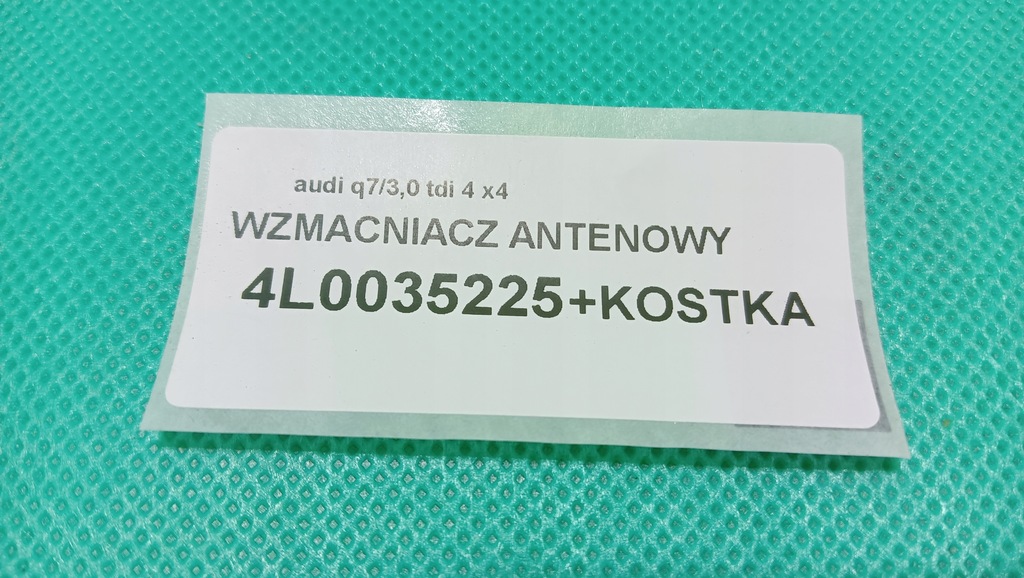 audi q7/3,0 tdi 4 x4
WZMACNIACZ ANTENOWY
4L0035225+KOSTKA